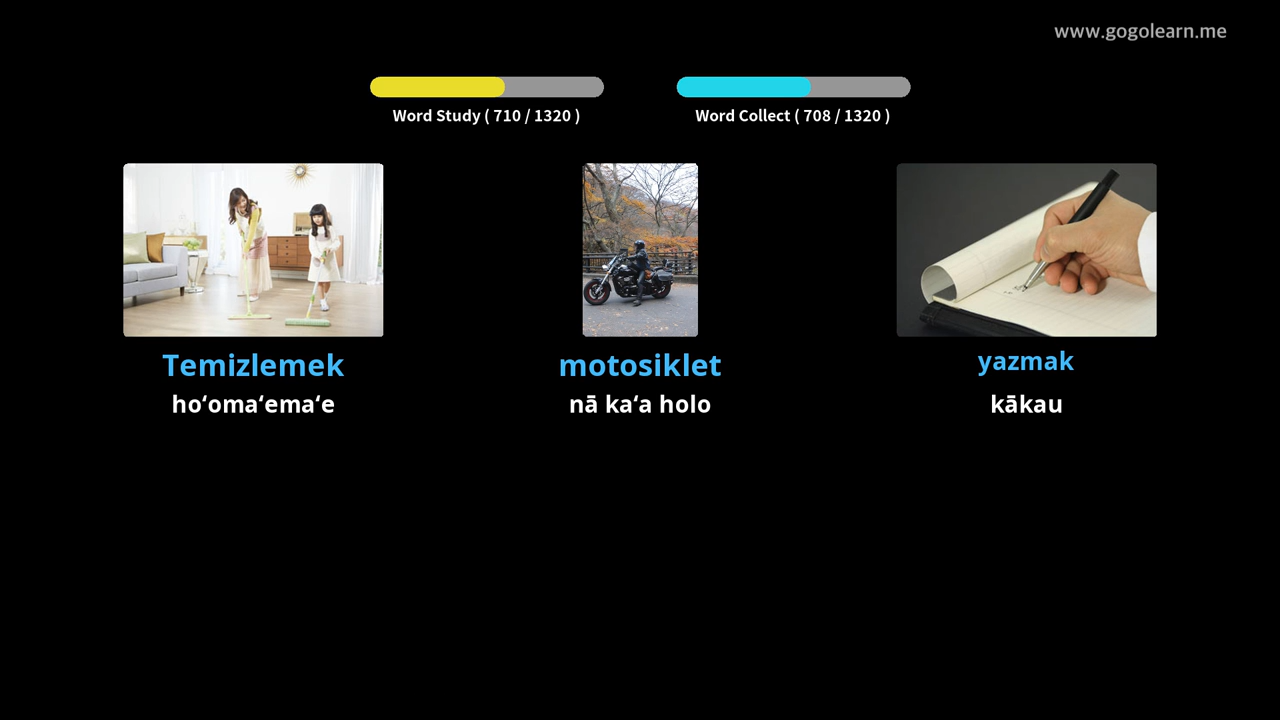 www.gogolearn.me
Word Study ( 710 / 1320 )
Word Collect ( 708 / 1320 )
Temizlemek
hoʻomaʻemaʻe
motosiklet
nā kaʻa holo
yazmak
kākau